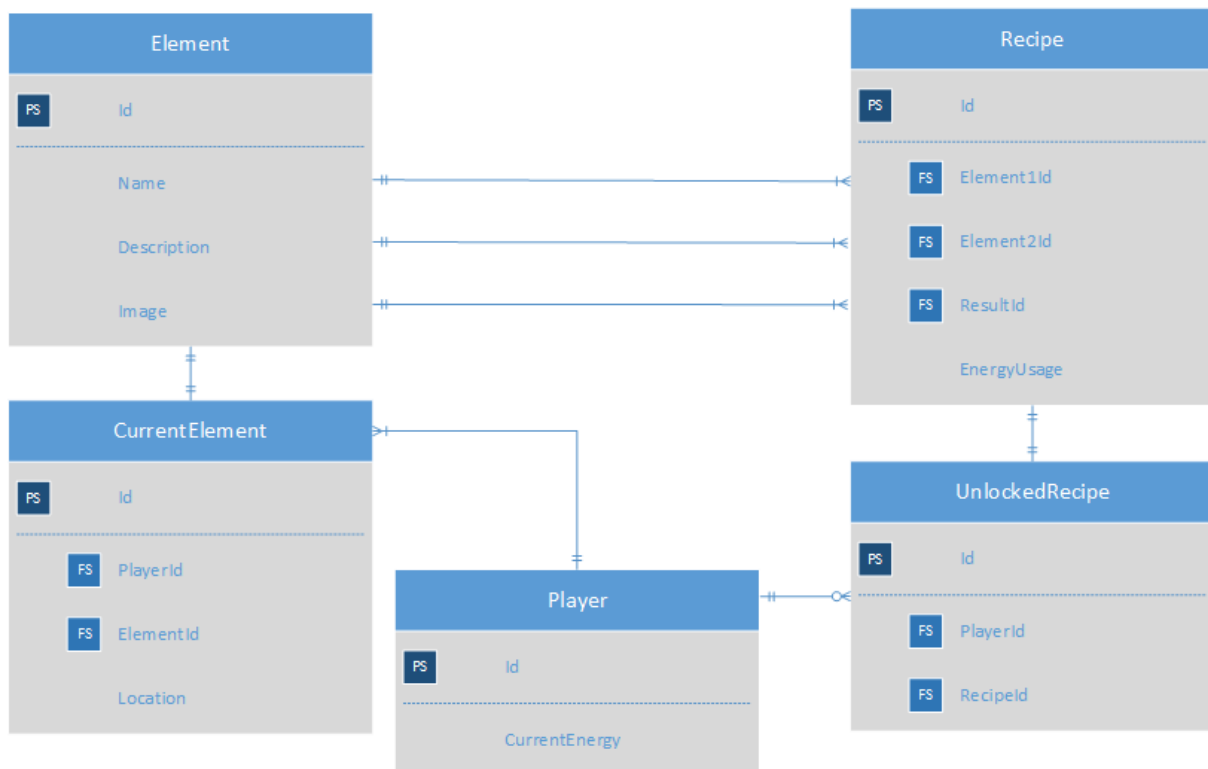 Element
PS Id
Name
Description
Image
Recipe
PS Id
FS Element1Id
FS Element2Id
FS ResultId
EnergyUsage
CurrentElement
PS Id
FS PlayerId
FS ElementId
Location
Player
PS Id
CurrentEnergy
UnlockedRecipe
PS Id
FS PlayerId
FS RecipeId